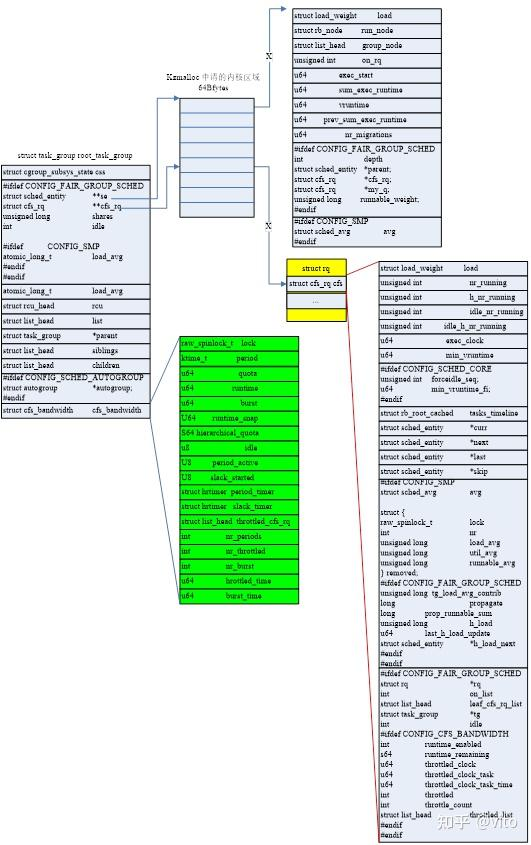 struct load_weight load
struct rb_node run_node
struct list_head group_node
unsigned int on_rq
u64 exec_start
u64 sum_exec_runtime
u64 vruntime
u64 prev_sum_exec_runtime
u64 nr_migrations
#ifdef CONFIG_FAIR_GROUP_SCHED
int depth
struct sched_entity *parent;
struct cfs_rq *cfs_rq;
struct cfs_rq *my_q;
unsigned long runnable_weight;
#endif
#ifdef CONFIG_SMP
struct sched_avg avg
#endif
X
Kzmalloc 申请的内核区域
64Bytes
X
struct task_group root_task_group
struct cgroup_subsys_state css
#ifdef CONFIG_FAIR_GROUP_SCHED
struct sched_entity **se
struct cfs_rq **cfs_rq
unsigned long shares
int idle
#ifdef CONFIG_SMP
atomic_long_t load_avg
#endif
#endif
atomic_long_t load_avg
struct rcu_head rcu
struct list_head list
struct task_group *parent
struct list_head siblings
struct list_head children
#ifdef CONFIG_SCHED_AUTOGROUP
struct autogroup *autogroup;
#endif
struct cfs_bandwidth cfs_bandwidth
struct rq
struct cfs_rq cfs
...
raw_spinlock_t lock
ktime_t period
u64 quota
u64 runtime
u64 burst
U64 runtime_snap
S64 hierarchical_quota
u8 idle
U8 period_active
U8 slack_started
struct hrtimer period_timer
struct hrtimer slack_timer
struct list_head throttled_cfs_rq
int nr_periods
int nr_throttled
int nr_burst
u64 hrottled_time
u64 burst_time
struct load_weight load
unsigned int nr_running
unsigned int h_nr_running
unsigned int idle_nr_running
unsigned int idle_h_nr_running
u64 exec_clock
u64 min_vruntime
#ifdef CONFIG_SCHED_CORE
unsigned int forceidle_seq;
u64 min_vruntime_fi;
#endif
struct rb_root_cached tasks_timeline
struct sched_entity *curr
struct sched_entity *next
struct sched_entity *last
struct sched_entity *skip
#ifdef CONFIG_SMP
struct sched_avg avg
struct {
raw_spinlock_t lock
int nr
unsigned long load_avg
unsigned long util_avg
unsigned long runnable_avg
} removed;
#ifdef CONFIG_FAIR_GROUP_SCHED
unsigned long tg_load_avg_contrib
long propagate
long prop_runnable_sum
unsigned long h_load
u64 last_h_load_update
struct sched_entity *h_load_next
#endif
#endif
#ifdef CONFIG_FAIR_GROUP_SCHED
struct rq *rq
int on_list
struct list_head leaf_cfs_rq_list
struct task_group *tg
int idle
#ifdef CONFIG_CFS_BANDWIDTH
int runtime_enabled
s64 runtime_remaining
u64 throttled_clock
u64 throttled_clock_task
u64 throttled_clock_task_time
int throttled
int throttle_count
struct list_head throttled_list
#endif
#endif
知乎 @Vito